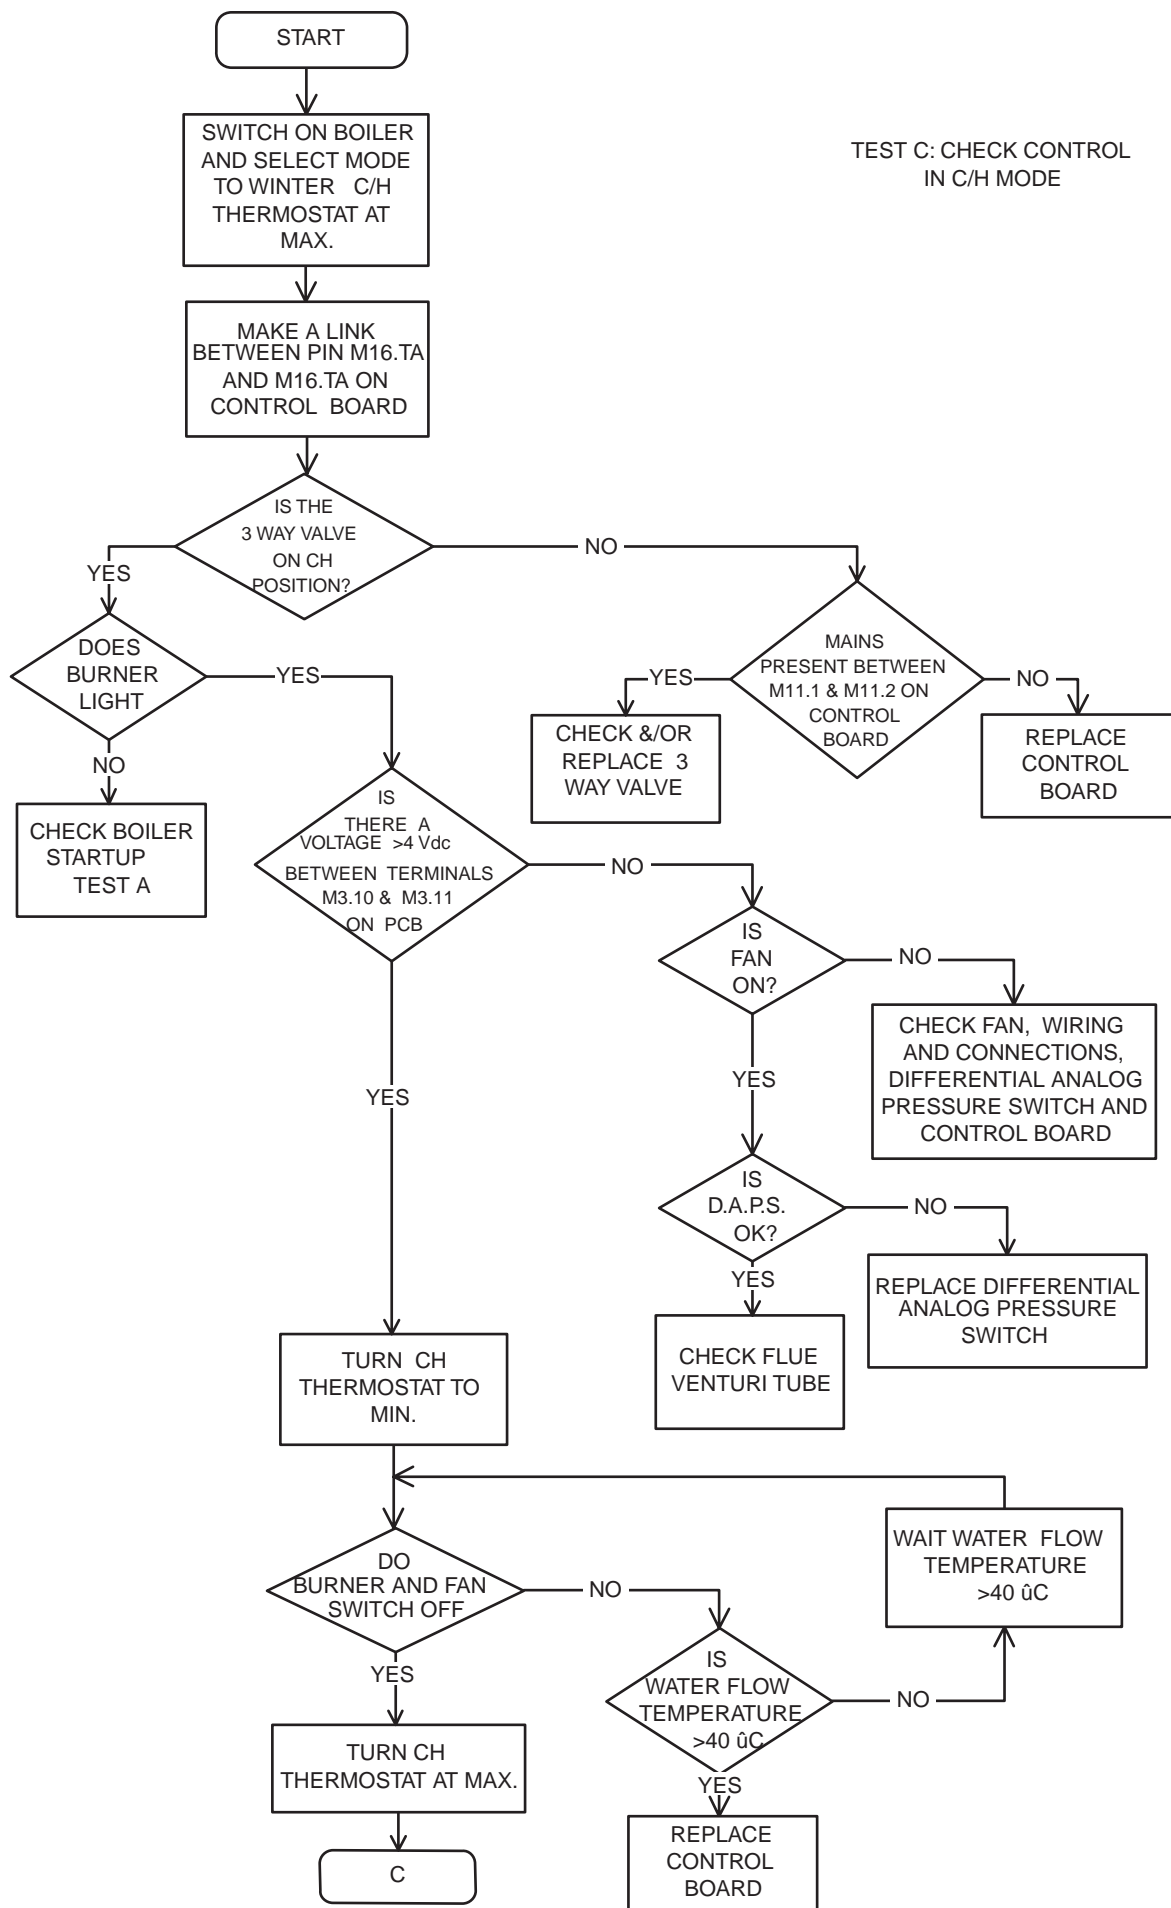 START
SWITCH ON BOILER
AND SELECT MODE
TO WINTER C/H
THERMOSTAT AT
MAX.
TEST C: CHECK CONTROL
IN C/H MODE
MAKE A LINK
BETWEEN PIN M16.TA
AND M16.TA ON
CONTROL BOARD
IS THE
3 WAY VALVE
ON CH
POSITION?
NO
YES
DOES
BURNER
LIGHT
YES
MAINS
PRESENT BETWEEN
M11.1 & M11.2 ON
CONTROL
BOARD
YES
NO
CHECK &/OR
REPLACE 3
WAY VALVE
REPLACE
CONTROL
BOARD
NO
CHECK BOILER
STARTUP
TEST A
IS
THERE A
VOLTAGE >4 Vdc
BETWEEN TERMINALS
M3.10 & M3.11
ON PCB
NO
IS
FAN
ON?
NO
CHECK FAN, WIRING
AND CONNECTIONS,
DIFFERENTIAL ANALOG
PRESSURE SWITCH AND
CONTROL BOARD
YES
YES
IS
D.A.P.S.
OK?
NO
YES
REPLACE DIFFERENTIAL
ANALOG PRESSURE
SWITCH
CHECK FLUE
VENTURI TUBE
TURN CH
THERMOSTAT TO
MIN.
WAIT WATER FLOW
TEMPERATURE
>40 ûC
DO
BURNER AND FAN
SWITCH OFF
NO
YES
IS
WATER FLOW
TEMPERATURE
>40 ûC
NO
TURN CH
THERMOSTAT AT MAX.
YES
REPLACE
CONTROL
BOARD
C